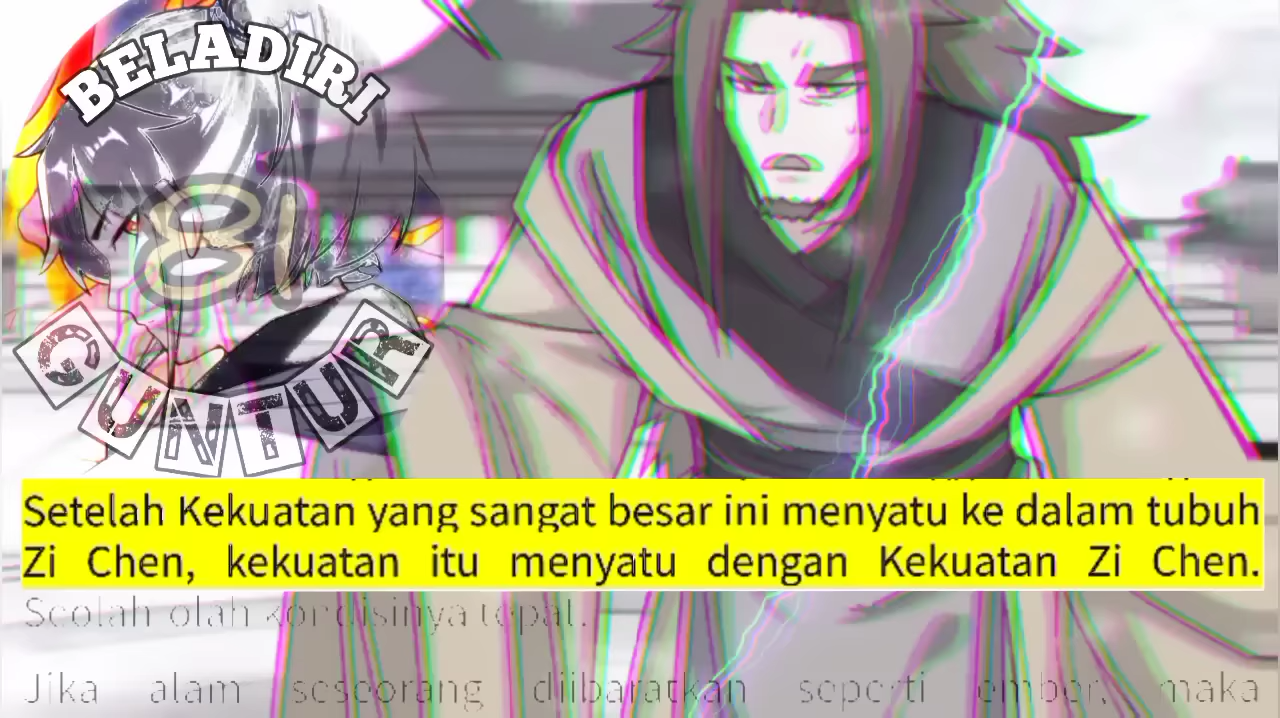 BELADIRI
81
GUNTUR
Setelah Kekuatan yang sangat besar ini menyatu ke dalam tubuh
Zi Chen, kekuatan itu menyatu dengan Kekuatan Zi Chen.
Seolah olah kondisinya tepat.
Jika alam seseorang diibaratkan seperti ember, maka